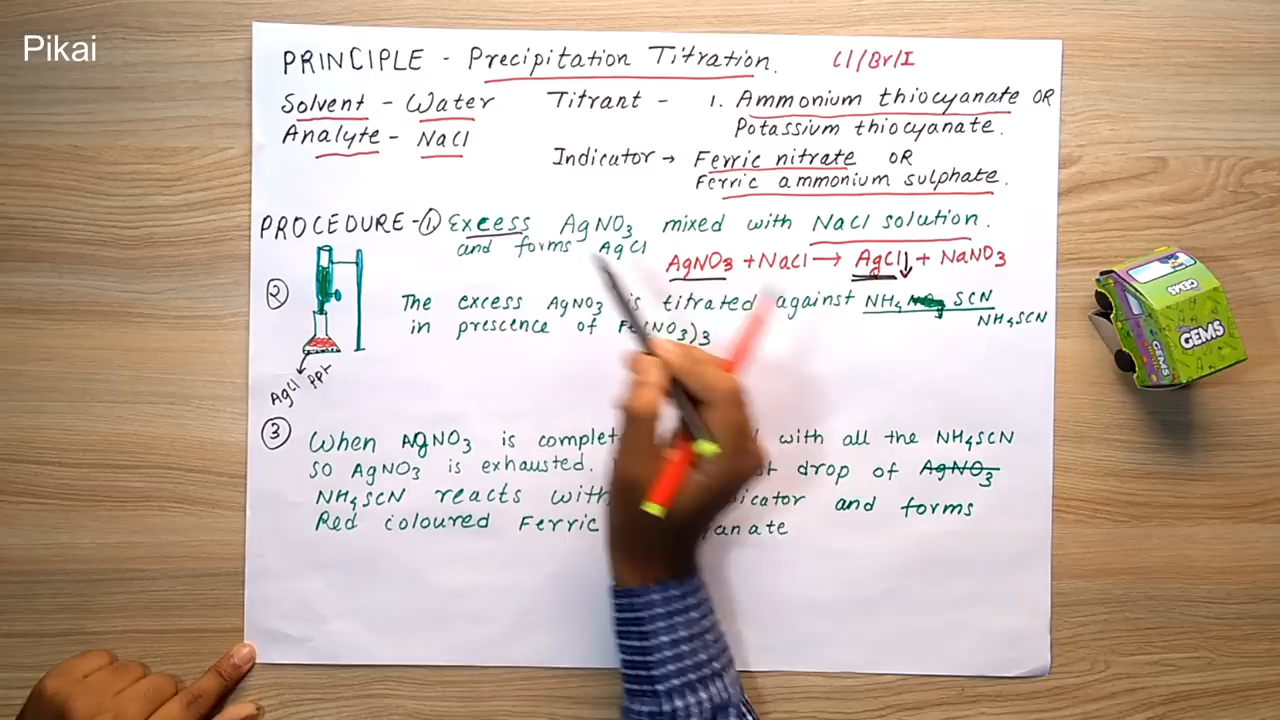 Pikai
PRINCIPLE - Precipitation Titration. Cl/Br/I
Solvent - Water Titrant - 1. Ammonium thiocyanate OR
Analyte - NaCl Potassium thiocyanate.
Indicator → Ferric nitrate OR
Ferric ammonium sulphate.
PROCEDURE - ① Excess AgNO3 mixed with NaCl solution.
and forms AgCl
AgNO3 + NaCl → AgCl↓ + NaNO3
② The excess AgNO3 is titrated against NH4 SCN
NH4SCN
in prescence of (NO3)3
AgCl PPt
③ When AgNO3 is with all the NH4SCN
so AgNO3 is exhausted. drop of AgNO3
NH4SCN reacts with and forms
Red coloured Ferric
GEMS
GEMS
GEMS